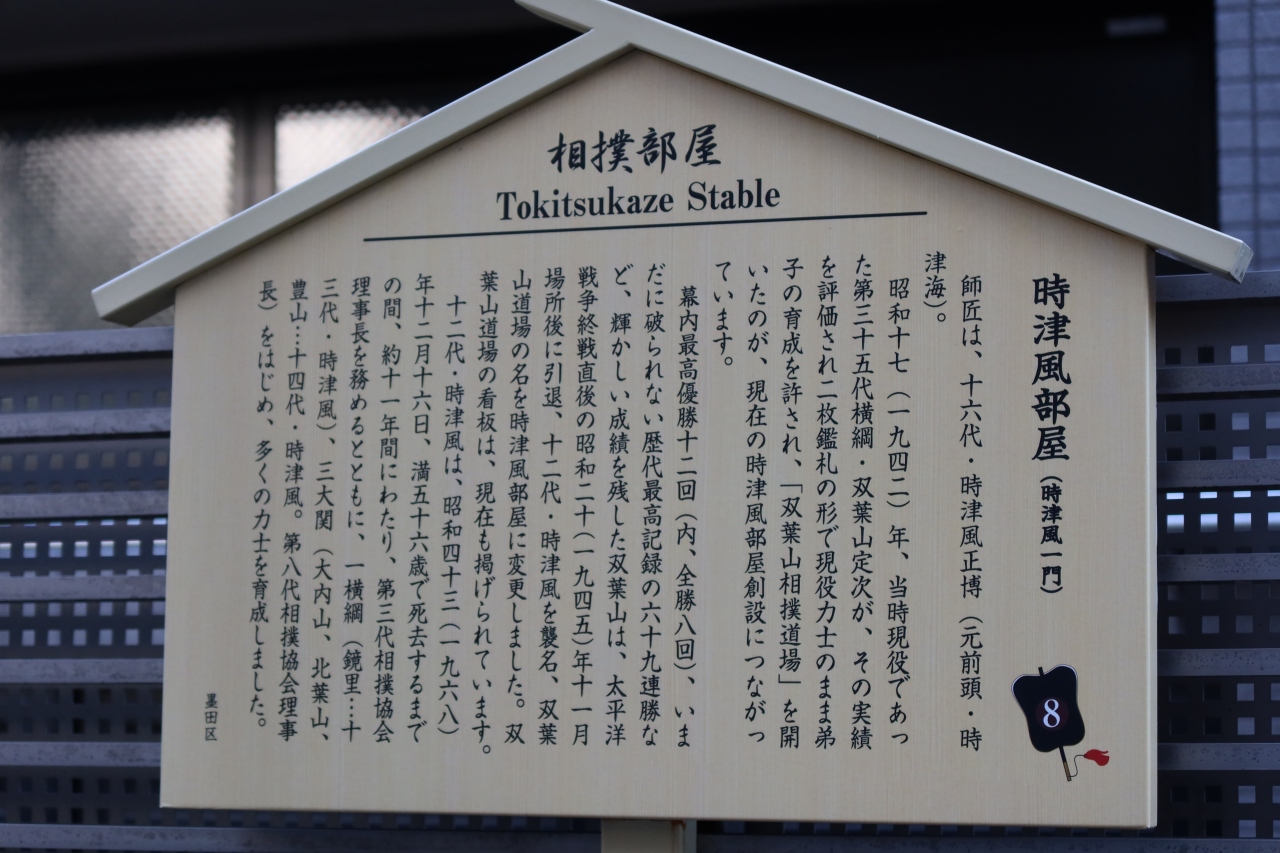 相撲部屋
Tokitsukaze Stable
時津風部屋（時津風一門）
師匠は、十六代・時津風正博（元前頭・時
津海）。
昭和十七（一九四二）年、当時現役であっ
た第三十五代横綱・双葉山定次が、その実績
を評価され二枚鑑札の形で現役力士のまま弟
子の育成を許され、「双葉山相撲道場」を開
いたのが、現在の時津風部屋創設につながっ
ています。
幕内最高優勝十二回（内、全勝八回）、いま
だに破られない歴代最高記録の六十九連勝な
ど、輝かしい成績を残した双葉山は、太平洋
戦争終戦直後の昭和二十（一九四五）年十一月
場所後に引退、十二代・時津風を襲名、双葉
山道場の名を時津風部屋に変更しました。双
葉山道場の看板は、現在も掲げられています。
十二代・時津風は、昭和四十三（一九六八）
年十二月十六日、満五十六歳で死去するまで
の間、約十一年間にわたり、第三代相撲協会
理事長を務めるとともに、一横綱（鏡里…十
三代・時津風）、三大関（大内山、北葉山、
豊山…十四代・時津風。第八代相撲協会理事
長）をはじめ、多くの力士を育成しました。
墨田区
8